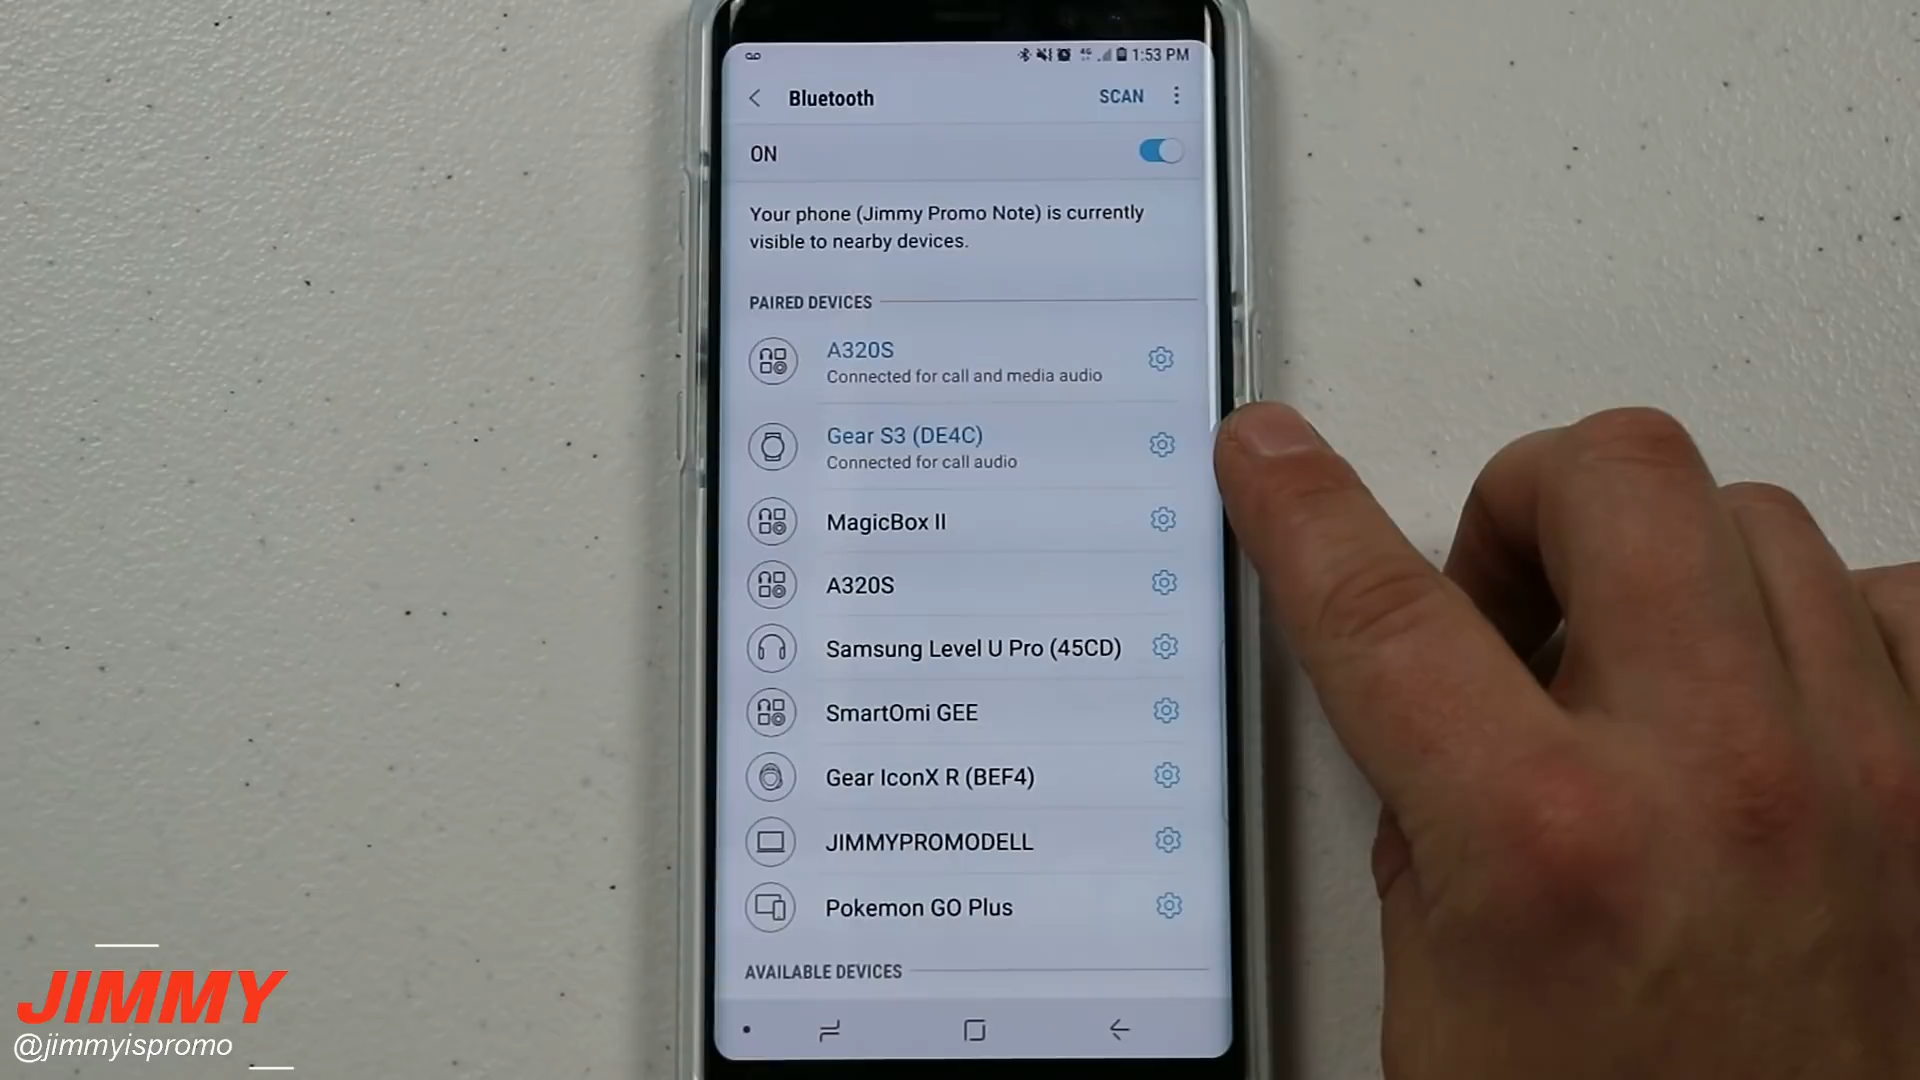 4G 1:53 PM
Bluetooth SCAN
ON
Your phone (Jimmy Promo Note) is currently
visible to nearby devices.
PAIRED DEVICES
A320S
Connected for call and media audio
Gear S3 (DE4C)
Connected for call audio
MagicBox II
A320S
Samsung Level U Pro (45CD)
SmartOmi GEE
Gear IconX R (BEF4)
JIMMYPROMODELL
Pokemon GO Plus
AVAILABLE DEVICES
JIMMY
@jimmyispromo